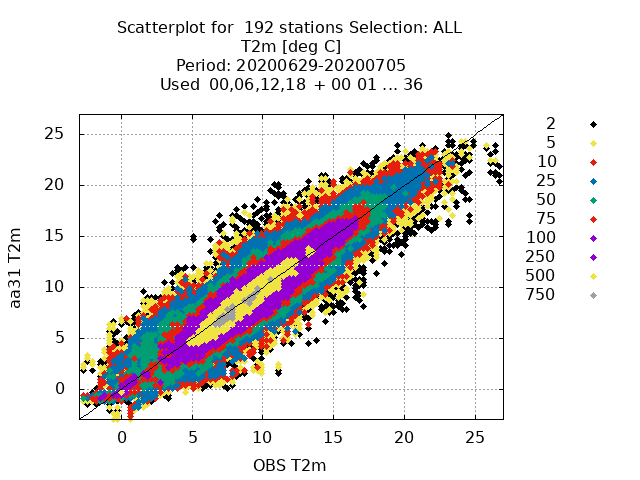 Scatterplot for  192 stations Selection: ALL
T2m [deg C]
Period: 20200629-20200705
Used  00,06,12,18  + 00 01 ... 36
25
20
15
10
5
0
aa31 T2m
0 5 10 15 20 25
OBS T2m
2
5
10
25
50
75
100
250
500
750